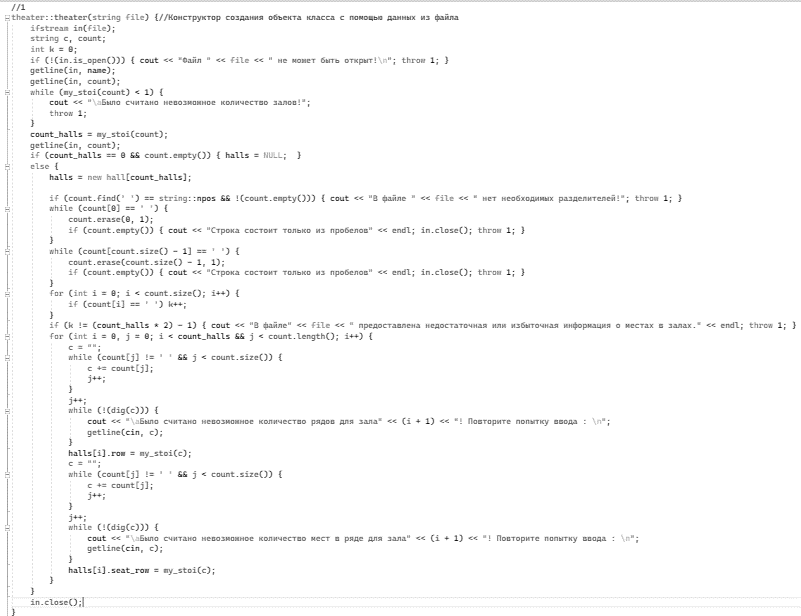 //1
theater::theater(string file) {//Конструктор создания объекта класса с помощью данных из файла
ifstream in(file);
string c, count;
int k = 0;
if (!(in.is_open())) { cout << "Файл " << file << " не может быть открыт!\n"; throw 1; }
getline(in, name);
getline(in, count);
while (my_stoi(count) < 1) {
cout << "\aБыло считано невозможное количество залов!";
throw 1;
}
count_halls = my_stoi(count);
getline(in, count);
if (count_halls == 0 && count.empty()) { halls = NULL;  }
else {
halls = new hall[count_halls];
if (count.find(' ') == string::npos && !(count.empty())) { cout << "В файле " << file << " нет необходимых разделителей!"; throw 1; }
while (count[0] == ' ') {
count.erase(0, 1);
if (count.empty()) { cout << "Строка состоит только из пробелов" << endl; in.close(); throw 1; }
}
while (count[count.size() - 1] == ' ') {
count.erase(count.size() - 1, 1);
if (count.empty()) { cout << "Строка состоит только из пробелов" << endl; in.close(); throw 1; }
}
for (int i = 0; i < count.size(); i++) {
if (count[i] == ' ') k++;
}
if (k != (count_halls * 2) - 1) { cout << "В файле" << file << " предоставлена недостаточная или избыточная информация о местах в залах." << endl; throw 1; }
for (int i = 0, j = 0; i < count_halls && j < count.length(); i++) {
c = "";
while (count[j] != ' ' && j < count.size()) {
c += count[j];
j++;
}
j++;
while (!(dig(c))) {
cout << "\aБыло считано невозможное количество рядов для зала" << (i + 1) << "! Повторите попытку ввода : \n";
getline(cin, c);
}
halls[i].row = my_stoi(c);
c = "";
while (count[j] != ' ' && j < count.size()) {
c += count[j];
j++;
}
j++;
while (!(dig(c))) {
cout << "\aБыло считано невозможное количество мест в ряде для зала" << (i + 1) << "! Повторите попытку ввода : \n";
getline(cin, c);
}
halls[i].seat_row = my_stoi(c);
}
}
in.close();
}